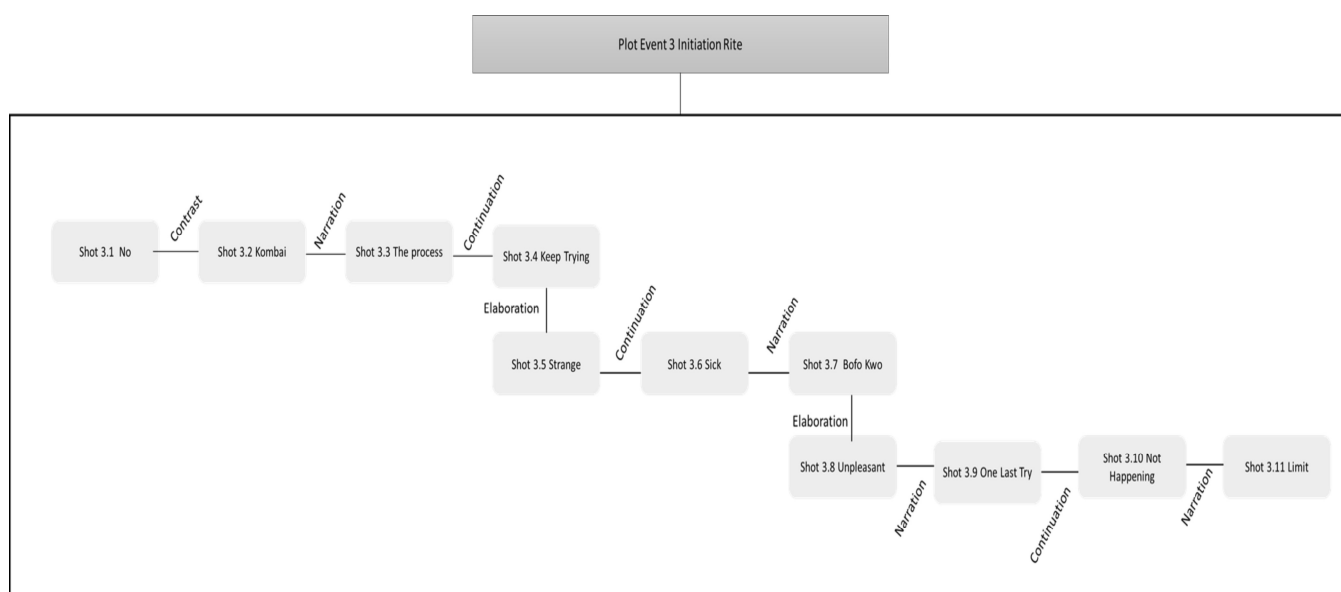 Plot Event 3 Initiation Rite
Contrast
Narration
Continuation
Shot 3.1 No
Shot 3.2 Kombai
Shot 3.3 The process
Shot 3.4 Keep Trying
Elaboration
Continuation
Narration
Shot 3.5 Strange
Shot 3.6 Sick
Shot 3.7 Bofo Kwo
Elaboration
Shot 3.8 Unpleasant
Shot 3.9 One Last Try
Shot 3.10 Not
Happening
Shot 3.11 Limit
Narration
Continuation
Narration